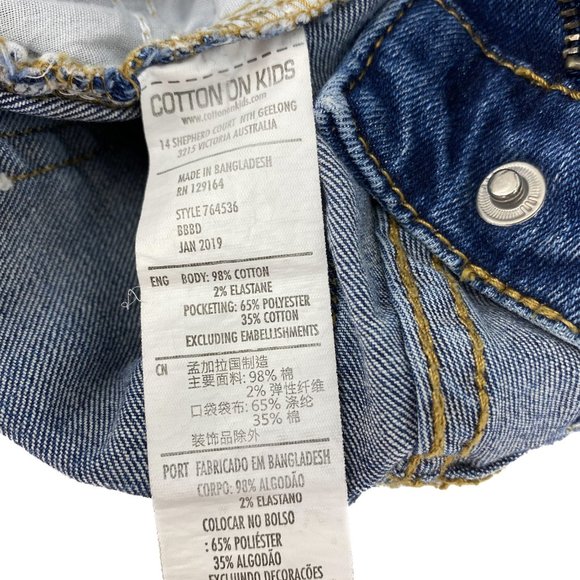 COTTON ON KIDS
www.cottononkids.com
14 SHEPHERD COURT NTH GEELONG
3215 VICTORIA AUSTRALIA
MADE IN BANGLADESH
RN 129164
STYLE 764536
BBBD
JAN 2019
ENG BODY: 98% COTTON
2% ELASTANE
POCKETING: 65% POLYESTER
35% COTTON
EXCLUDING EMBELLISHMENTS
CN 孟加拉国制造
主要面料: 98% 棉
2% 弹性纤维
口袋袋布: 65% 涤纶
35% 棉
装饰品除外
PORT FABRICADO EM BANGLADESH
CORPO: 98% ALGODÃO
2% ELASTANO
COLOCAR NO BOLSO
: 65% POLIÉSTER
35% ALGODÃO
EXCLUINDO DECORAÇÕES